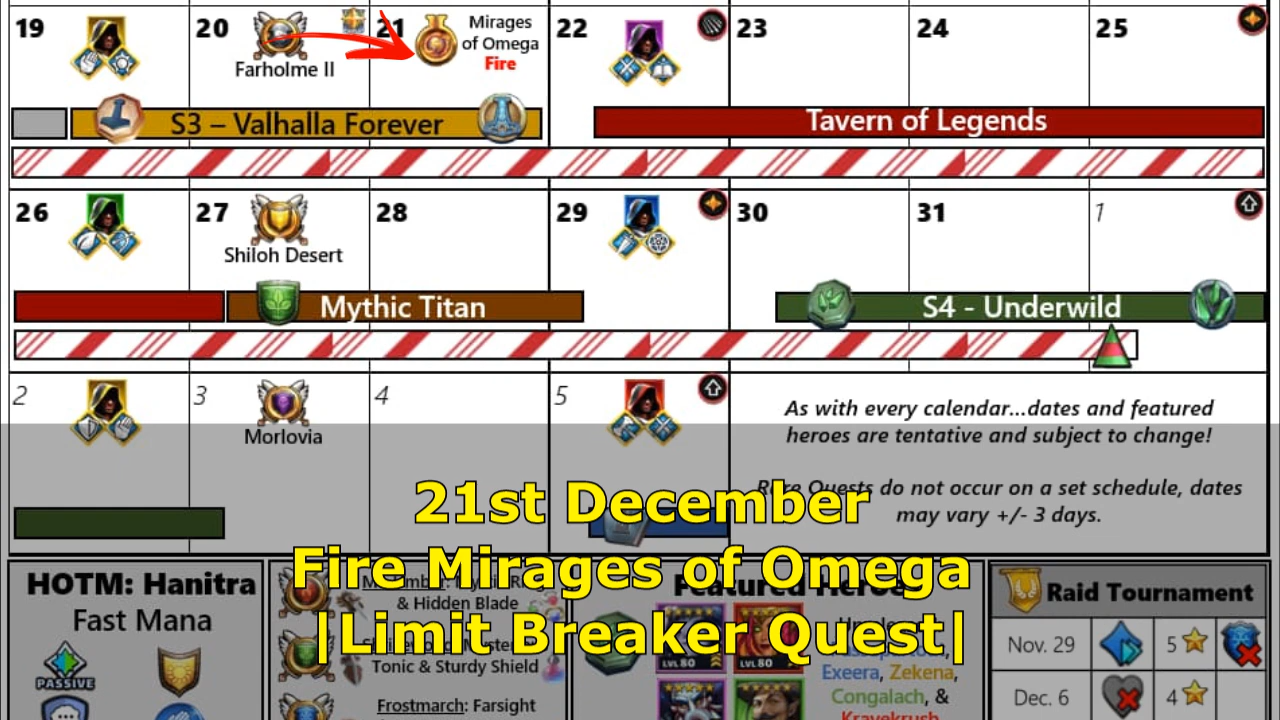 19
20
Farholme II
21
Mirages
of Omega
Fire
22
23
24
25
S3 – Valhalla Forever
Tavern of Legends
26
27
Shiloh Desert
28
29
30
31
1
Mythic Titan
S4 - Underwild
2
3
Morlovia
4
5
As with every calendar...dates and featured
heroes are tentative and subject to change!
Rare Quests do not occur on a set schedule, dates
may vary +/- 3 days.
21st December
Fire Mirages of Omega
|Limit Breaker Quest|
HOTM: Hanitra
Fast Mana
PASSIVE
& Hidden Blade
Tonic & Sturdy Shield
Frostmarch: Farsight
Featured
LVL 80
LVL 80
Exeera, Zekena,
Congalach, &
Kravekrush
Raid Tournament
Nov. 29
5
Dec. 6
4